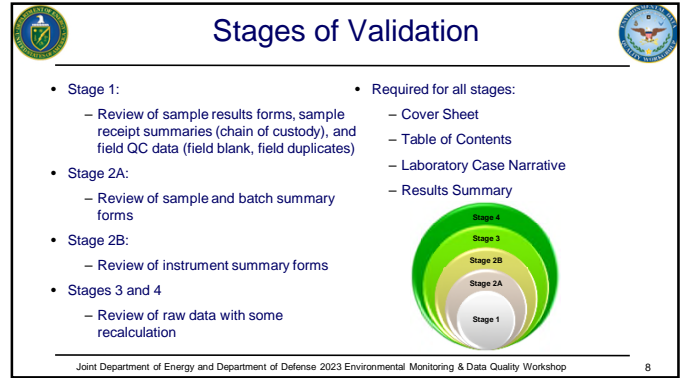 Stages of Validation
• Stage 1:
– Review of sample results forms, sample
receipt summaries (chain of custody), and
field QC data (field blank, field duplicates)
• Stage 2A:
– Review of sample and batch summary
forms
• Stage 2B:
– Review of instrument summary forms
• Stages 3 and 4
– Review of raw data with some
recalculation
• Required for all stages:
– Cover Sheet
– Table of Contents
– Laboratory Case Narrative
– Results Summary
Stage 4
Stage 3
Stage 2B
Stage 2A
Stage 1
Joint Department of Energy and Department of Defense 2023 Environmental Monitoring & Data Quality Workshop
8